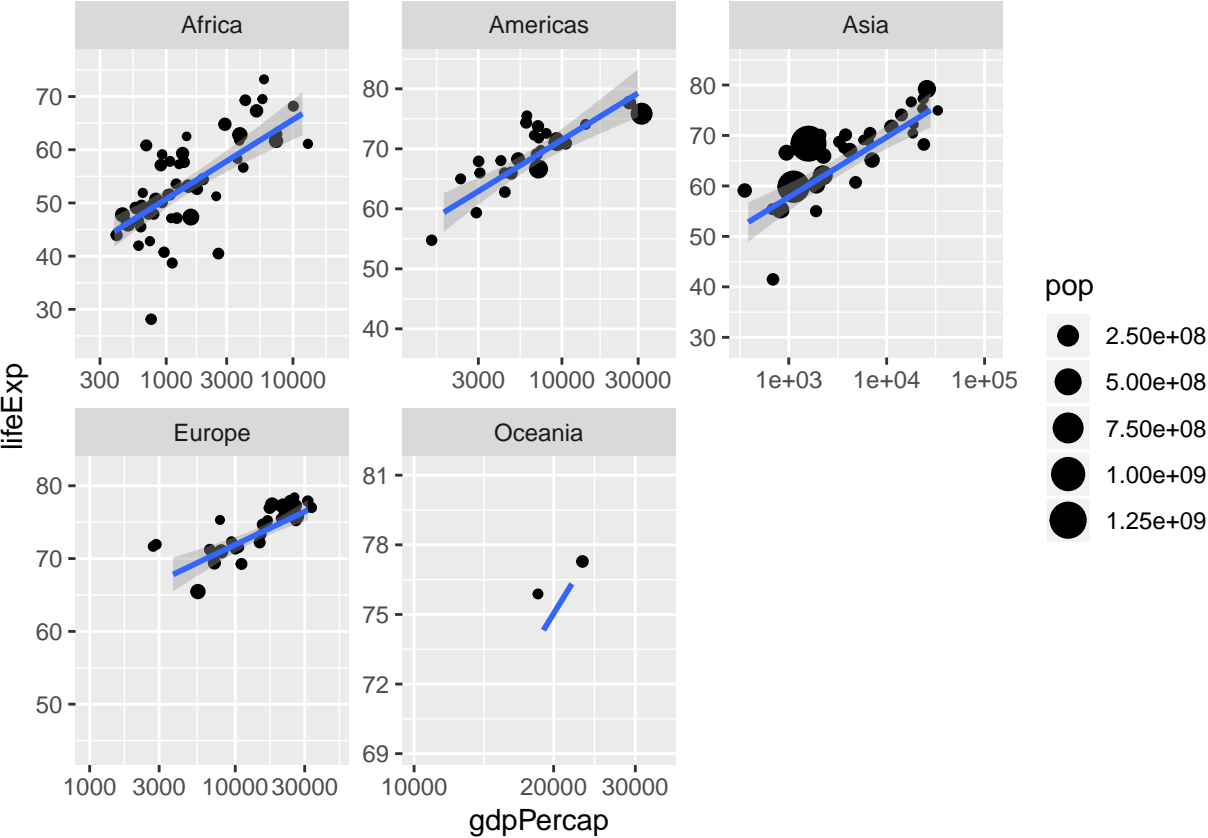 Africa
Americas
Asia
70
60
50
40
30
80
70
60
50
40
80
70
60
50
40
30
300 1000 3000 10000
3000 10000 30000
1e+03 1e+04 1e+05
Europe
Oceania
80
70
60
50
81
78
75
72
69
1000 3000 10000 30000
10000 20000 30000
lifeExp
gdpPercap
pop
2.50e+08
5.00e+08
7.50e+08
1.00e+09
1.25e+09